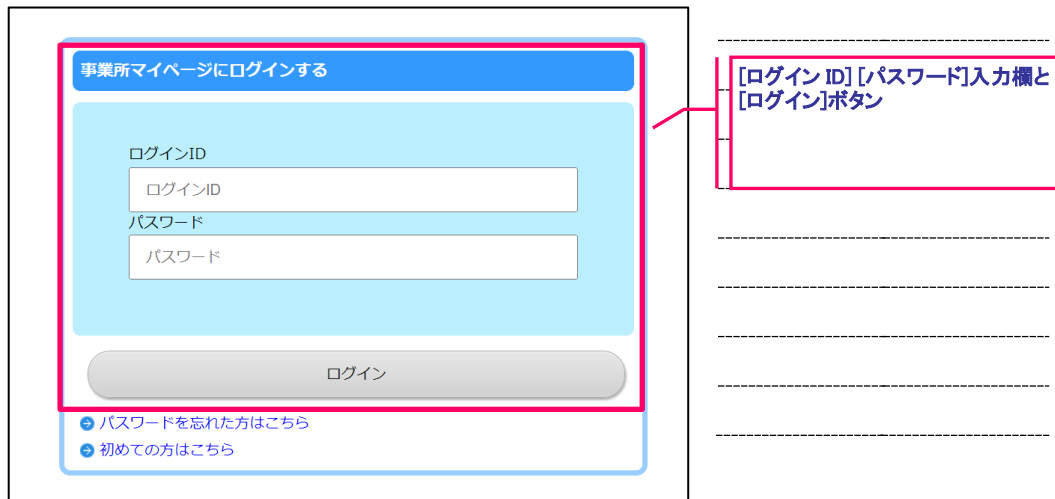 事業所マイページにログインする
ログインID
ログインID
パスワード
パスワード
ログイン
パスワードを忘れた方はこちら
初めての方はこちら
[ログイン ID] [パスワード]入力欄と
[ログイン]ボタン